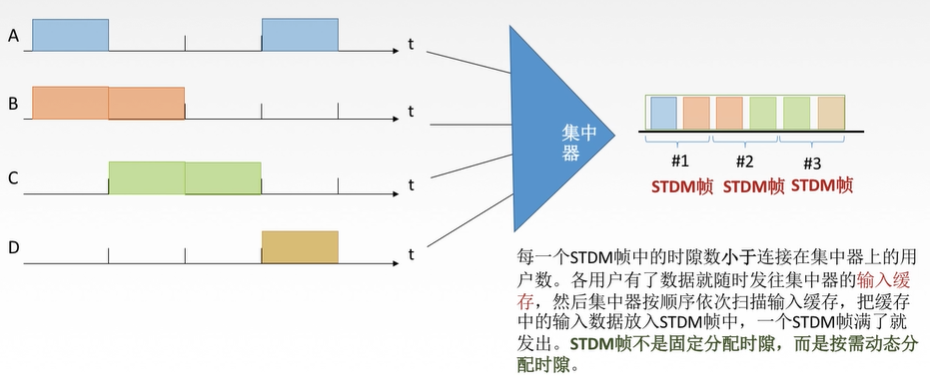 A
t
B
t
C
t
D
t
集中
器
#1
#2
#3
STDM帧
STDM帧
STDM帧
每一个STDM帧中的时隙数小于连接在集中器上的用
户数。各用户有了数据就随时发往集中器的输入缓
存，然后集中器按顺序依次扫描输入缓存，把缓存
中的输入数据放入STDM帧中，一个STDM帧满了就
发出。STDM帧不是固定分配时隙，而是按需动态分
配时隙。